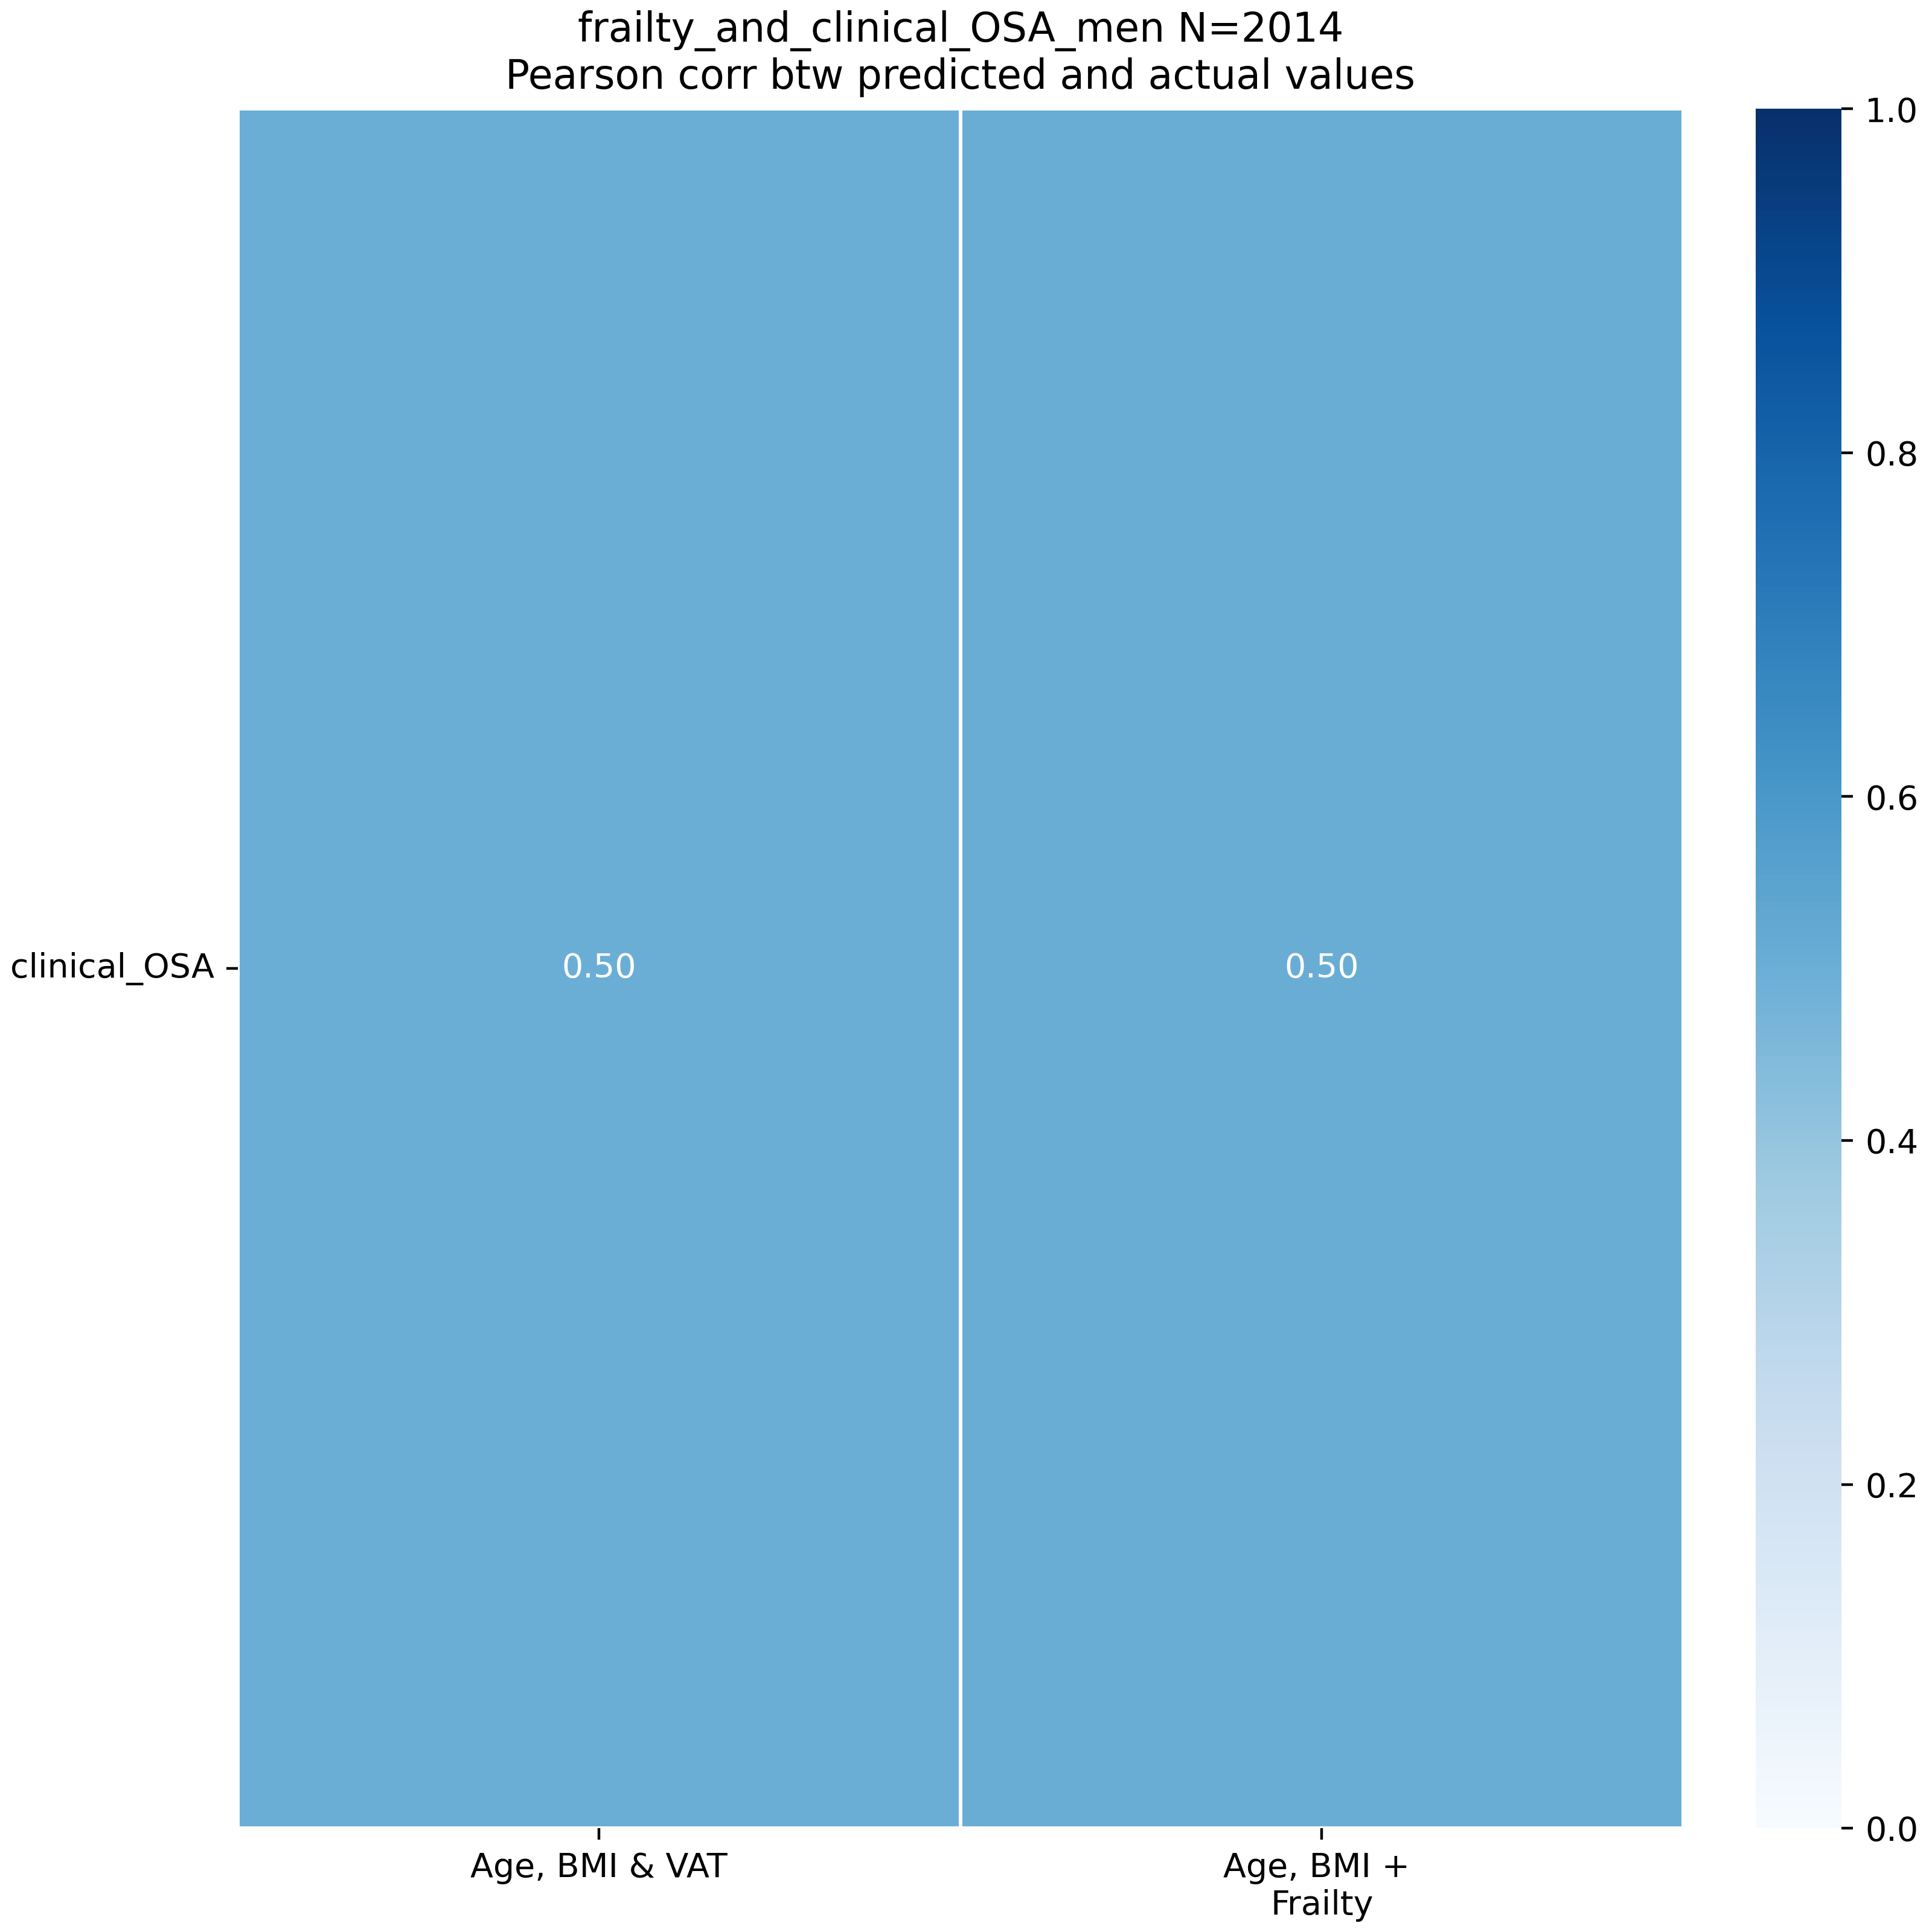 frailty_and_clinical_OSA_men N=2014
Pearson corr btw predicted and actual values
1.0
0.8
0.6
clinical_OSA
0.50
0.50
0.4
0.2
0.0
Age, BMI & VAT
Age, BMI +
Frailty